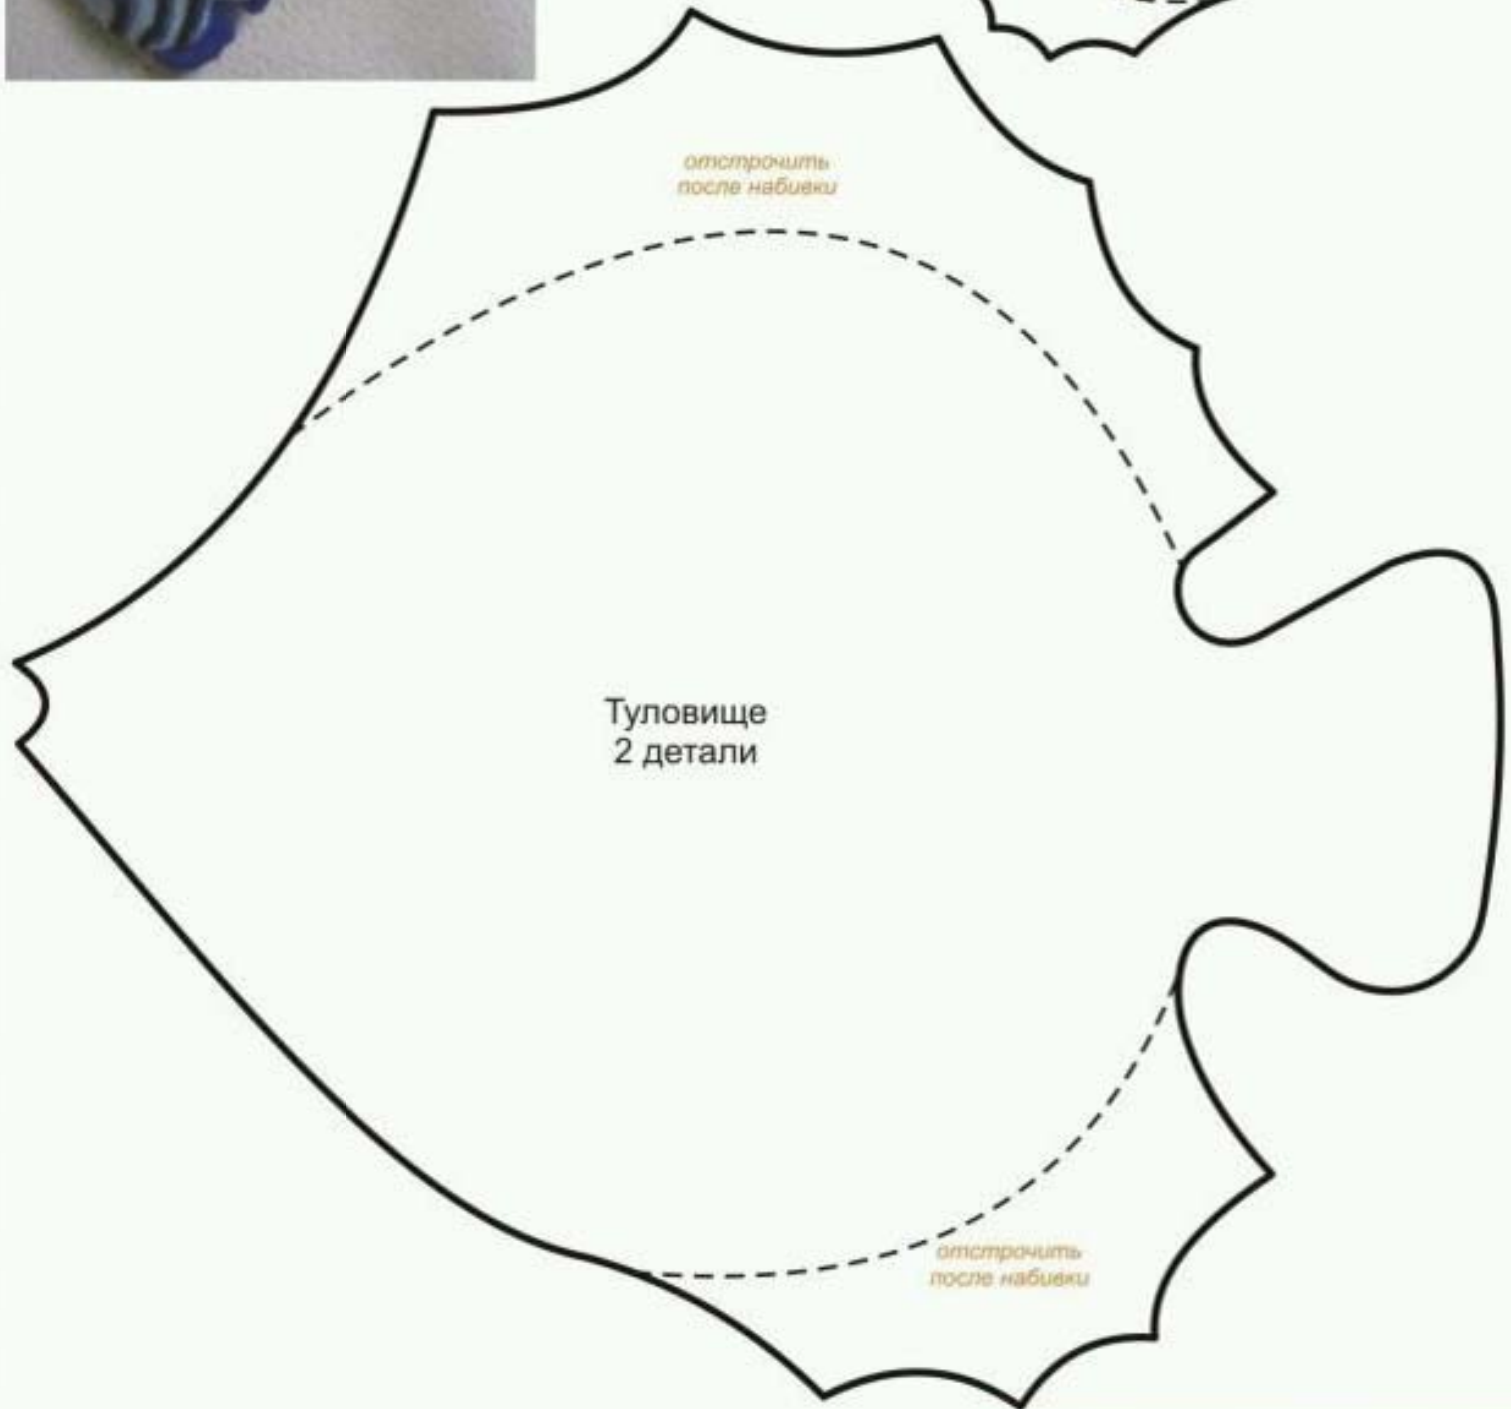 отстрочить
после набивки
Туловище
2 детали
отстрочить
после набивки